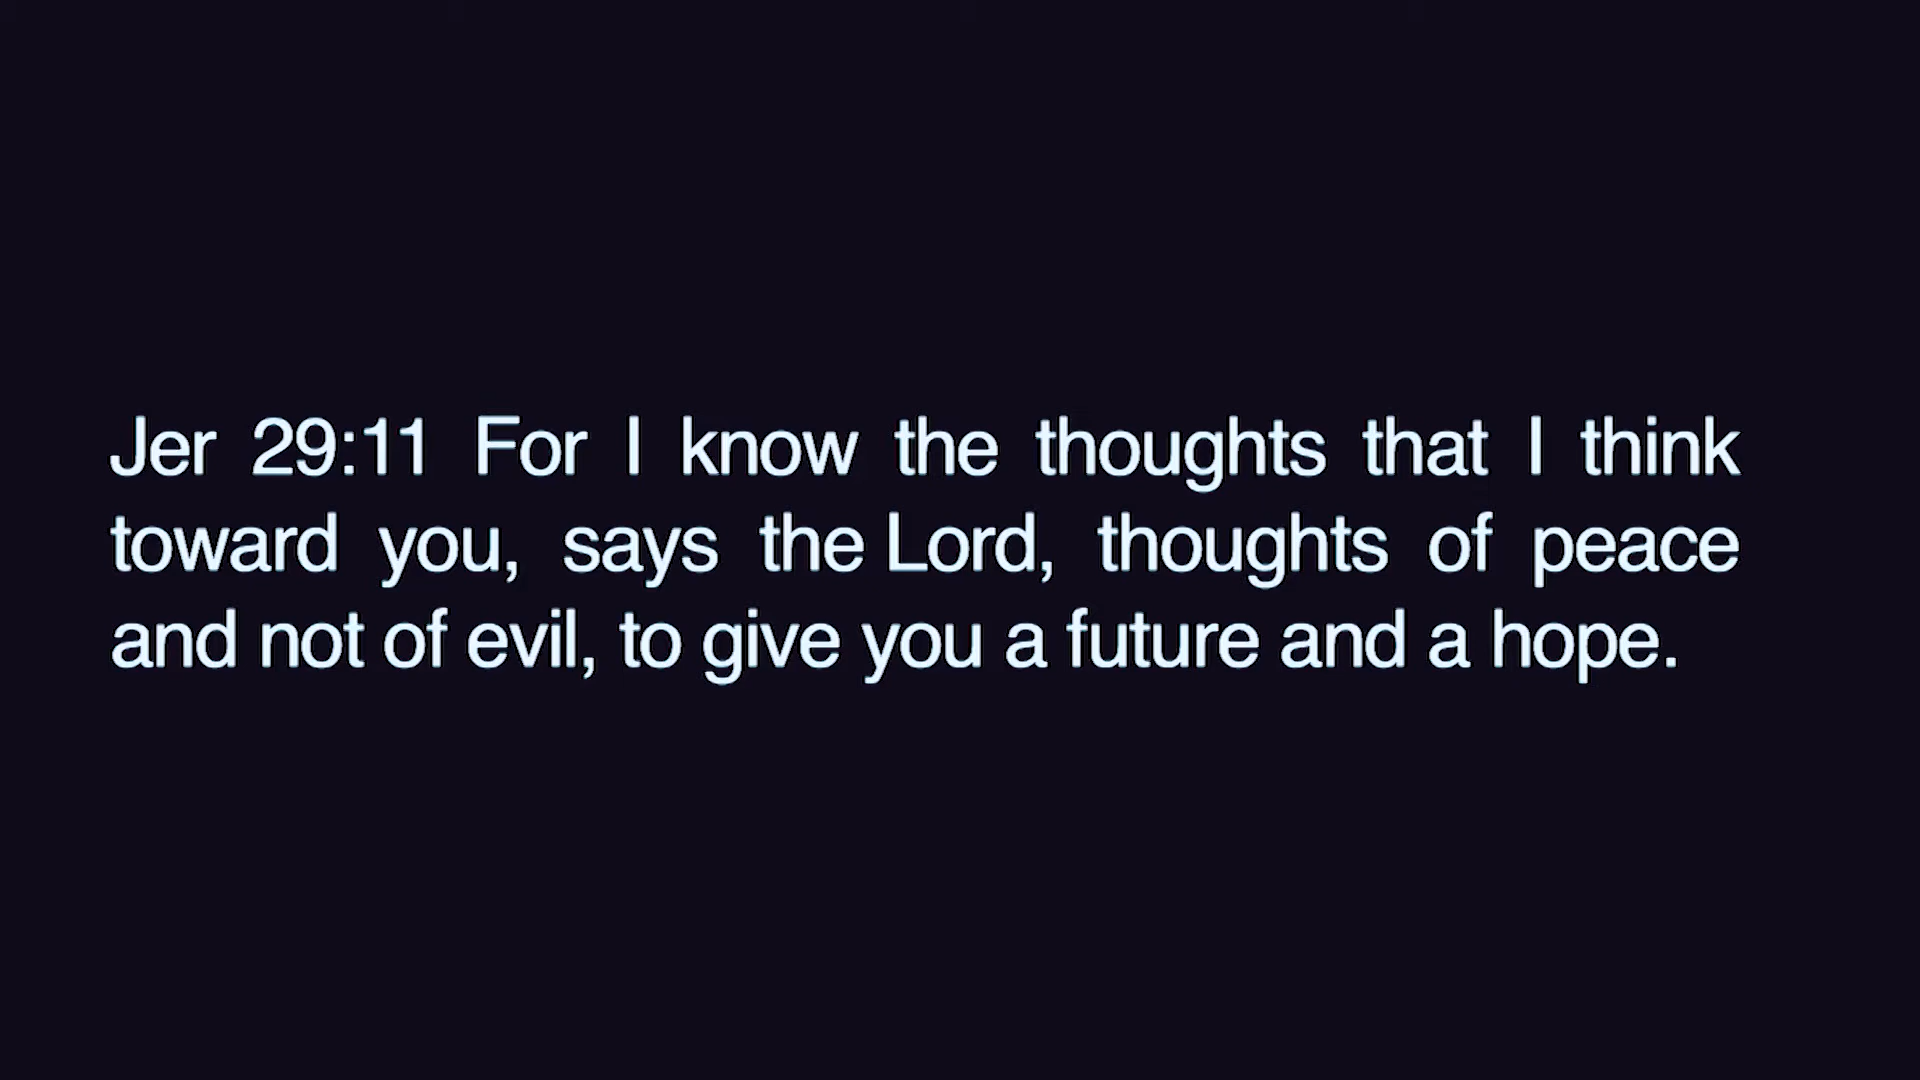 Jer 29:11 For I know the thoughts that I think
toward you, says the Lord, thoughts of peace
and not of evil, to give you a future and a hope.